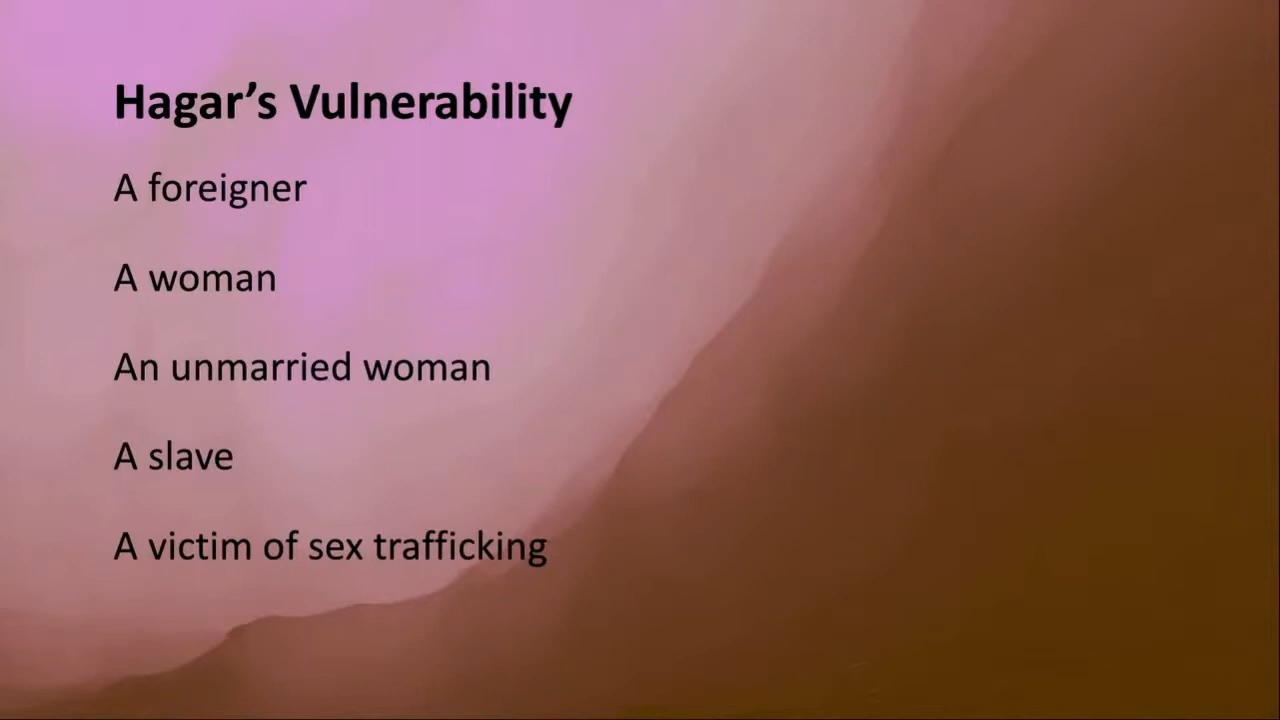 Hagar’s Vulnerability
A foreigner
A woman
An unmarried woman
A slave
A victim of sex trafficking